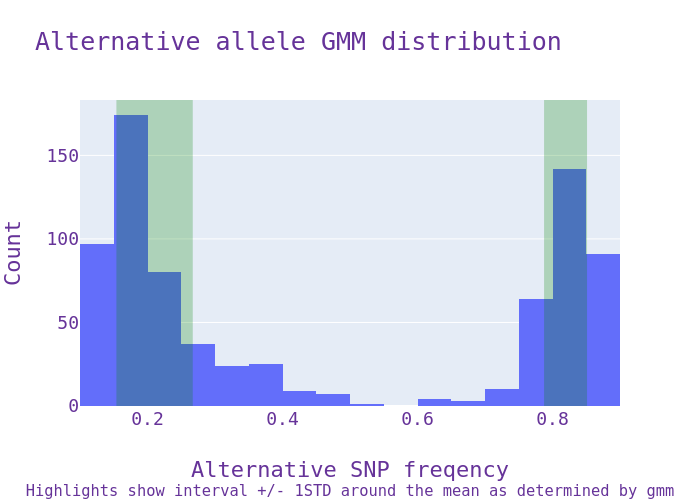 Alternative allele GMM distribution
150
100
50
0
Count
0.2 0.4 0.6 0.8
Alternative SNP freqency
Highlights show interval +/- 1STD around the mean as determined by gmm